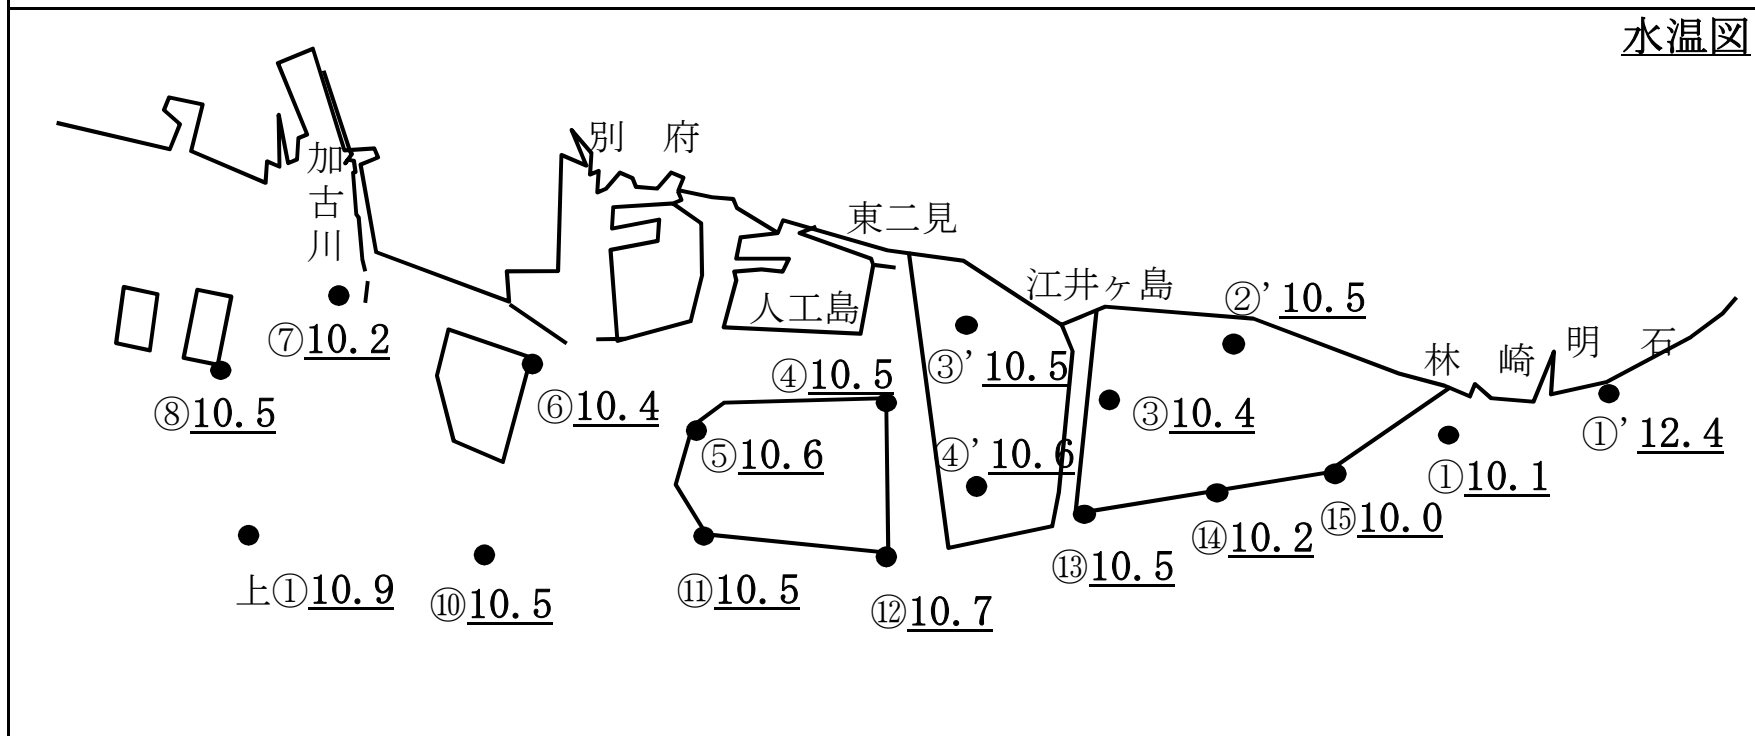 水温図
別 府
加古川
東二見
江井ヶ島
②’10.5
人工島
⑦10.2
林 崎
明 石
③’10.5
④10.5
⑧10.5
⑥10.4
③10.4
①’12.4
⑤10.6
④’10.6
①10.1
⑮10.0
⑭10.2
⑬10.5
上①10.9
⑩10.5
⑪10.5
⑫10.7